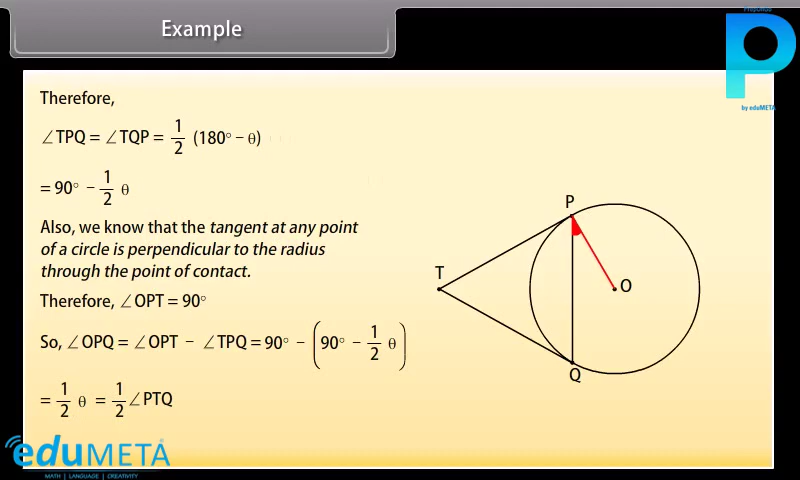 Example
PrepOnGo
by eduMETA
Therefore,
∠TPQ = ∠TQP = 1/2 (180° − θ)
= 90° − 1/2 θ
Also, we know that the tangent at any point
of a circle is perpendicular to the radius
through the point of contact.
Therefore, ∠OPT = 90°
So, ∠OPQ = ∠OPT − ∠TPQ = 90° − (90° − 1/2 θ)
= 1/2 θ = 1/2 ∠PTQ
P
T
O
Q
eduMETA
MATH | LANGUAGE | CREATIVITY